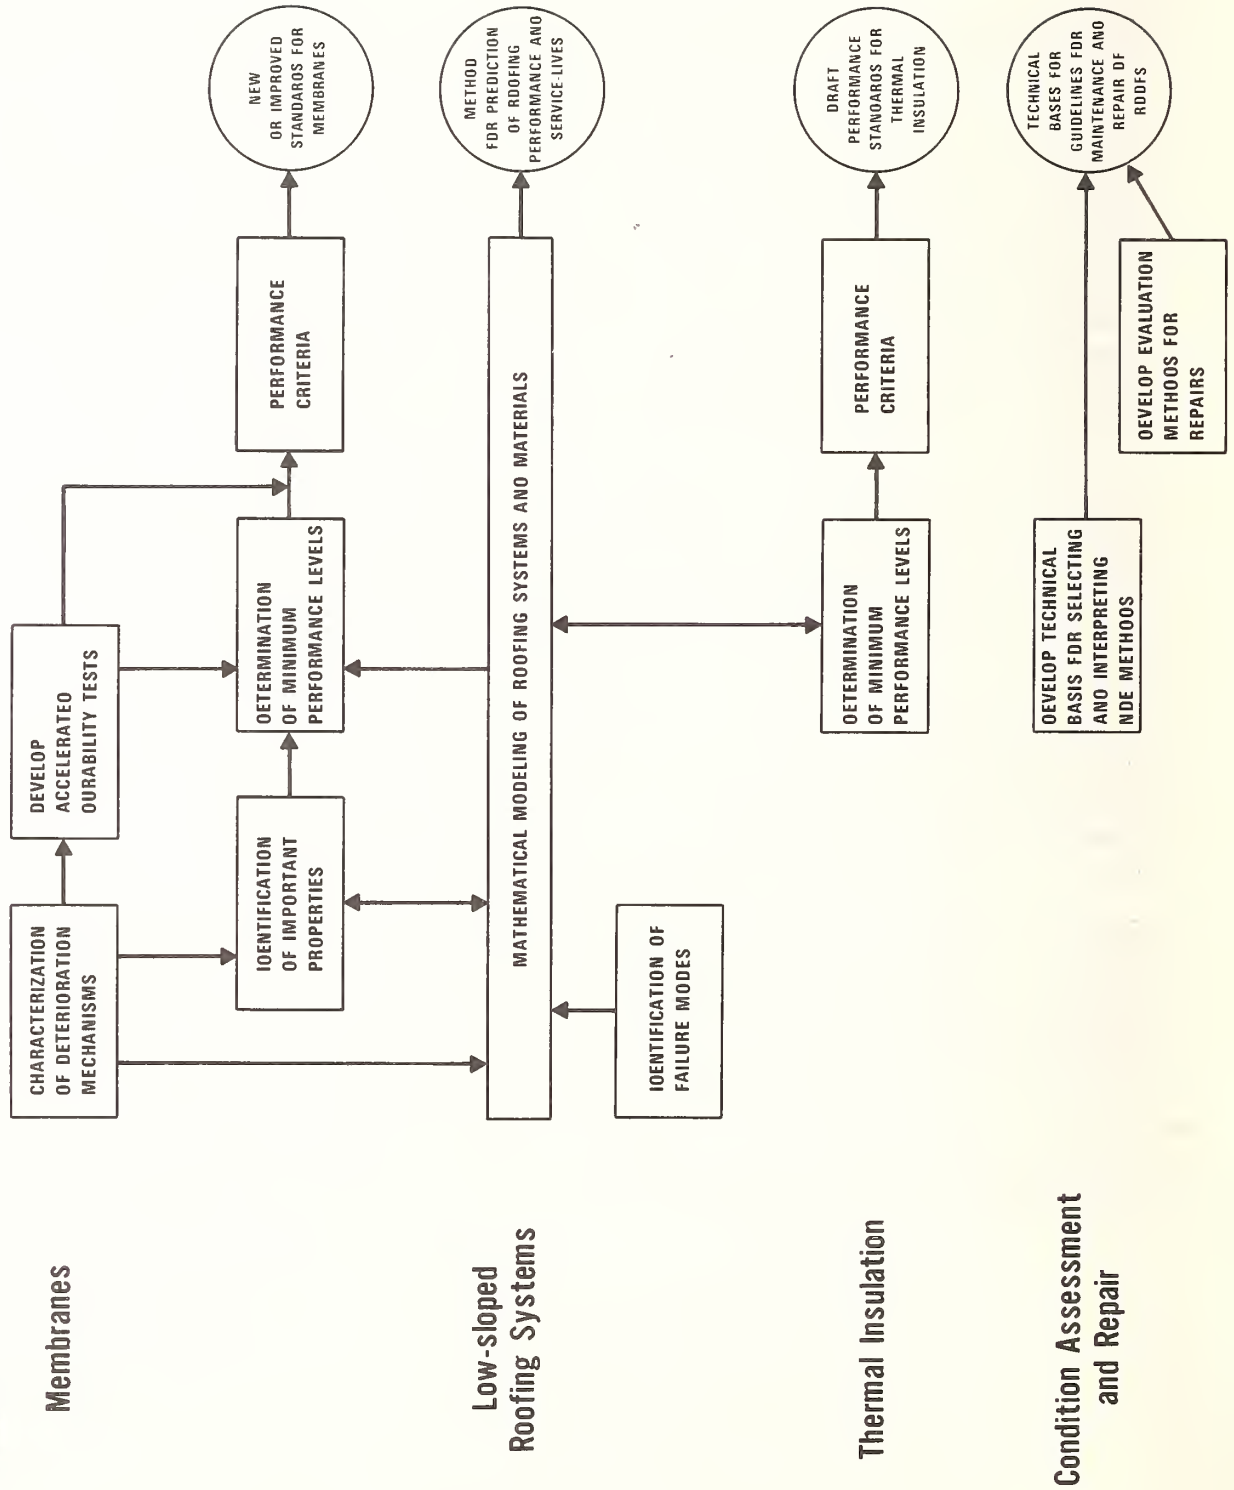 Membranes
CHARACTERIZATION
OF DETERIORATION
MECHANISMS
DEVELOP
ACCELERATEO
OURABILITY TESTS
IOENTIFICATION
OF IMPORTANT
PROPERTIES
OETERMINATION
OF MINIMUM
PERFORMANCE LEVELS
PERFORMANCE
CRITERIA
NEW
OR IMPROVED
STANDAROS FOR
MEMBRANES
Low-sloped
Roofing Systems
MATHEMATICAL MODELING OF ROOFING SYSTEMS AND MATERIALS
METHOD
FDR PREDICTION
OF RDOFING
PERFORMANCE AND
SERVICE-LIVES
IOENTIFICATION OF
FAILURE MODES
Thermal Insulation
OETERMINATION
OF MINIMUM
PERFORMANCE LEVELS
PERFORMANCE
CRITERIA
DRAFT
PERFORMANCE
STANOAROS FOR
THERMAL
INSULATION
Condition Assessment
and Repair
OEVELOP TECHNICAL
BASIS FDR SELECTING
ANO INTERPRETING
NDE METHOOS
OEVELOP EVALUATION
METHOOS FOR
REPAIRS
TECHNICAL
BASES FOR
GUIDELINES FDR
MAINTENANCE AND
REPAIR DF
RDDFS